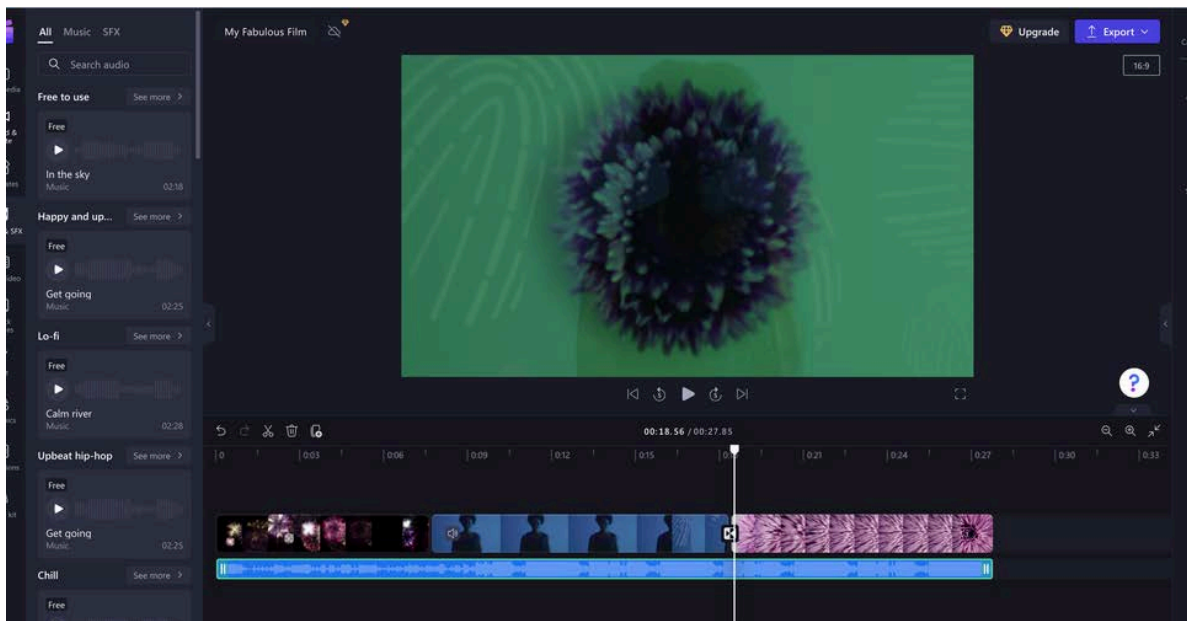 All Music SFX
Search audio
Free to use See more >
Free
In the sky
Music 02:18
Happy and up... See more >
Free
Get going
Music 02:25
Lo-fi See more >
Free
Calm river
Music 02:28
Upbeat hip-hop See more >
Free
Get going
Music 02:25
Chill See more >
Free
My Fabulous Film
Upgrade
Export
16:9
?
00:18.56 / 00:27.85
0 0:03 0:06 0:09 0:12 0:15 0:21 0:24 0:27 0:30 0:33